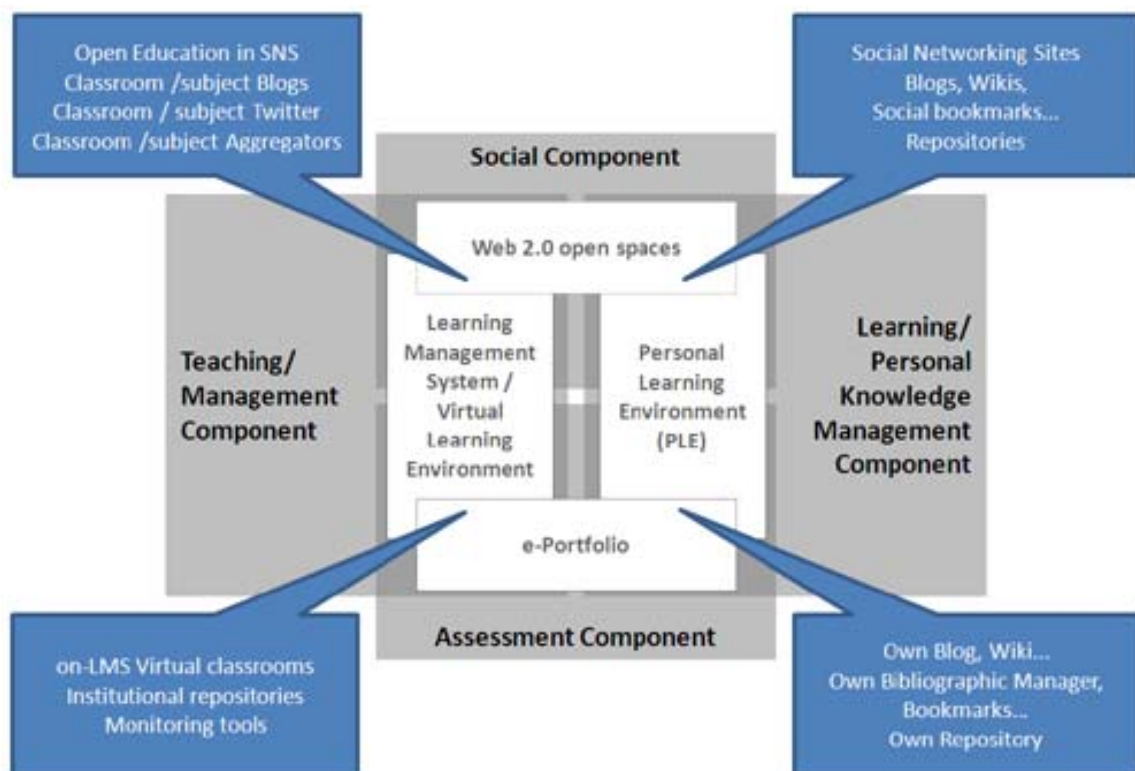 Open Education in SNS
Classroom /subject Blogs
Classroom / subject Twitter
Classroom /subject Aggregators
Social Networking Sites
Blogs, Wikis,
Social bookmarks...
Repositories
Social Component
Web 2.0 open spaces
Teaching/
Management
Component
Learning
Management
System /
Virtual
Learning
Environment
Personal
Learning
Environment
(PLE)
Learning/
Personal
Knowledge
Management
Component
e-Portfolio
Assessment Component
on-LMS Virtual classrooms
Institutional repositories
Monitoring tools
Own Blog, Wiki...
Own Bibliographic Manager,
Bookmarks...
Own Repository